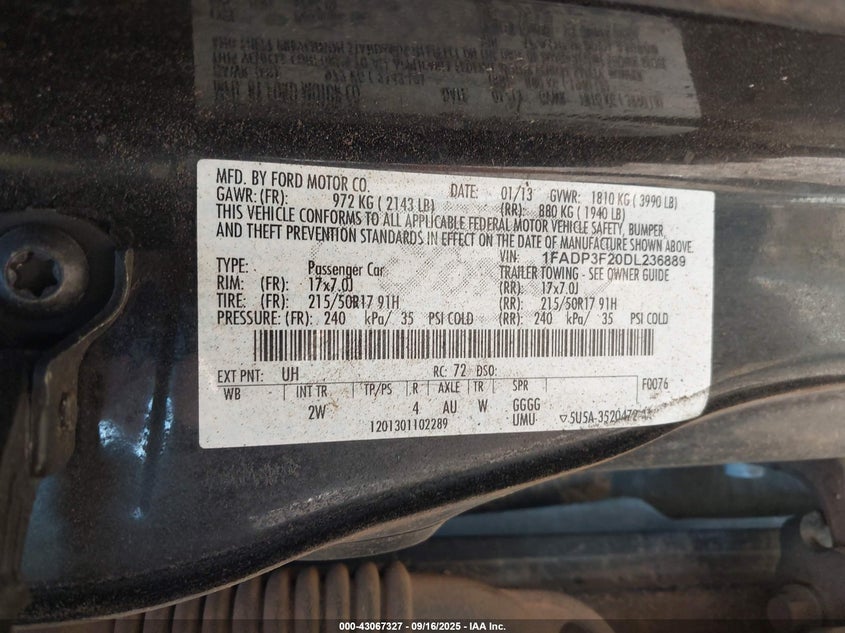 MFD. BY FORD MOTOR CO. DATE: 01/13 GVWR: 1810 KG ( 3990 LB)
GAWR: (FR): 972 KG ( 2143 LB) (RR): 880 KG ( 1940 LB)
THIS VEHICLE CONFORMS TO ALL APPLICABLE FEDERAL MOTOR VEHICLE SAFETY, BUMPER
AND THEFT PREVENTION STANDARDS IN EFFECT ON THE DATE OF MANUFACTURE SHOWN ABOVE.
VIN: 1FADP3F20DL236889
TYPE: Passenger Car TRAILER TOWING - SEE OWNER GUIDE
RIM: (FR): 17x7.0J (RR): 17x7.0J
TIRE: (FR): 215/50R17 91H (RR): 215/50R17 91H
PRESSURE: (FR): 240 kPa/ 35 PSI COLD (RR): 240 kPa/ 35 PSI COLD
EXT PNT: UH RC: 72 DSO: F0076
WB INT TR TP/PS R AXLE TR SPR
2W 4 AU W GGGG
1201301102289 UMU ▽5U5A-3520472
000-43067327 - 09/16/2025 - IAA Inc.